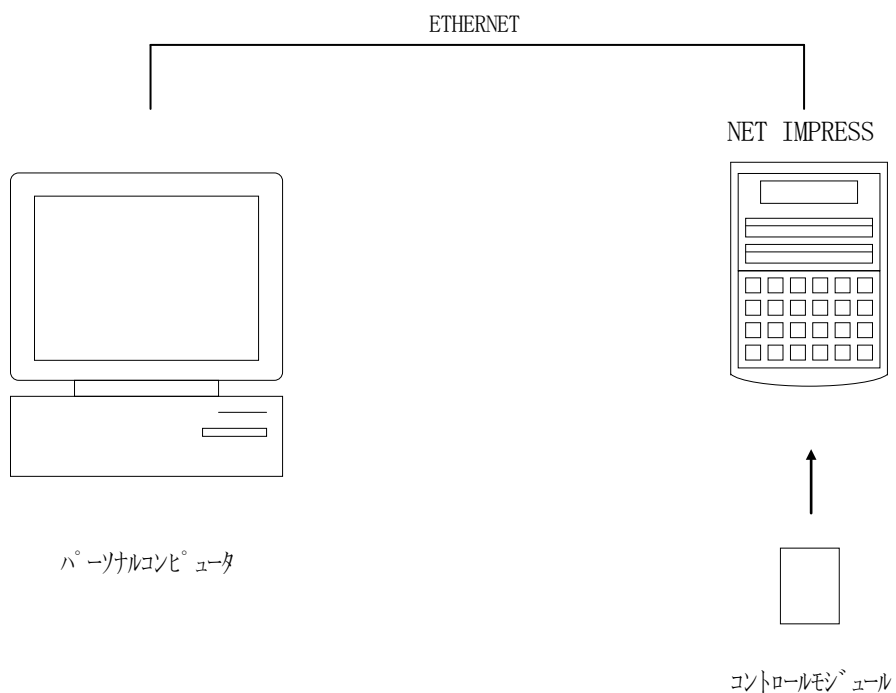 ETHERNET
NET IMPRESS
ﾊﾟｰｿﾅﾙｺﾝﾋﾟｭｰﾀ
ｺﾝﾄﾛｰﾙﾓｼﾞｭｰﾙ